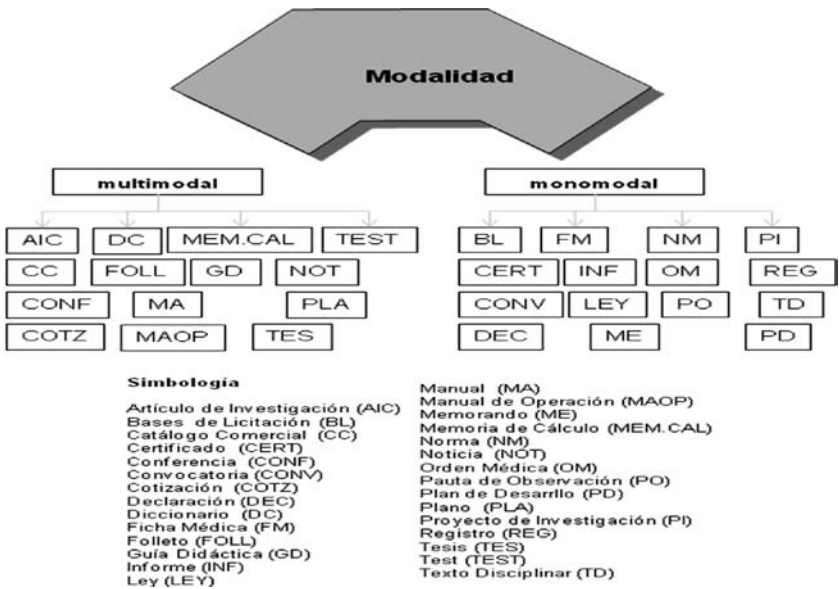 Modalidad
multimodal
monomodal
AIC DC MEM.CAL TEST
CC FOLL GD NOT
CONF MA PLA
COTZ MAOP TES
BL FM NM PI
CERT INF OM REG
CONV LEY PO TD
DEC ME PD
Simbología
Artículo de Investigación (AIC)
Bases de Licitación (BL)
Catálogo Comercial (CC)
Certificado (CERT)
Conferencia (CONF)
Convocatoria (CONV)
Cotización (COTZ)
Declaración (DEC)
Diccionario (DC)
Ficha Médica (FM)
Folleto (FOLL)
Guía Didáctica (GD)
Informe (INF)
Ley (LEY)
Manual (MA)
Manual de Operación (MAOP)
Memorando (ME)
Memoria de Cálculo (MEM.CAL)
Norma (NM)
Noticia (NOT)
Orden Médica (OM)
Pauta de Observación (PO)
Plan de Desarrllo (PD)
Plano (PLA)
Proyecto de Investigación (PI)
Registro (REG)
Tesis (TES)
Test (TEST)
Texto Disciplinar (TD)